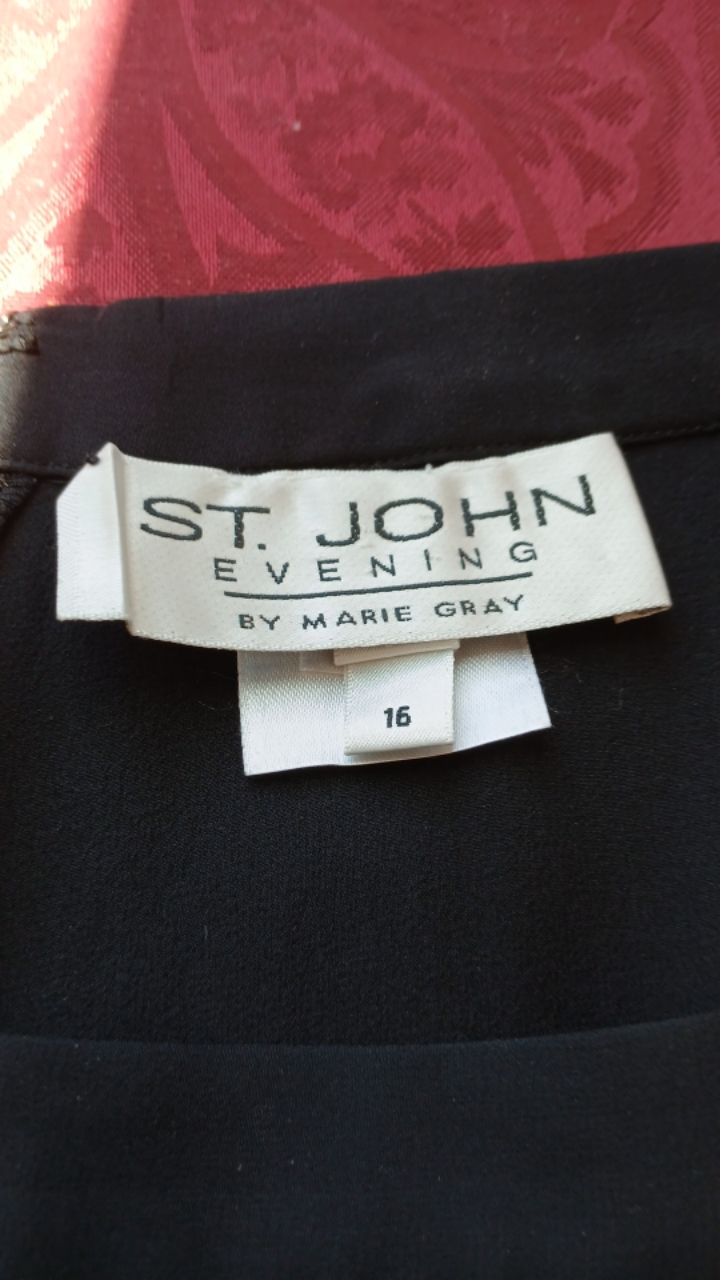 ST. JOHN
EVENING
BY MARIE GRAY
16